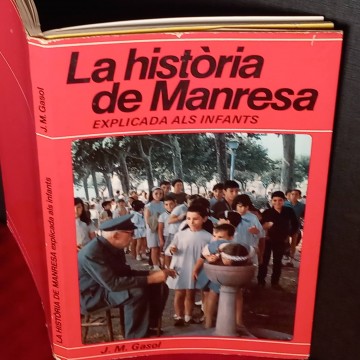 La història
de Manresa
EXPLICADA ALS INFANTS
J. M. Gasol
J. M. Gasol
LA HISTÒRIA DE MANRESA explicada als infants